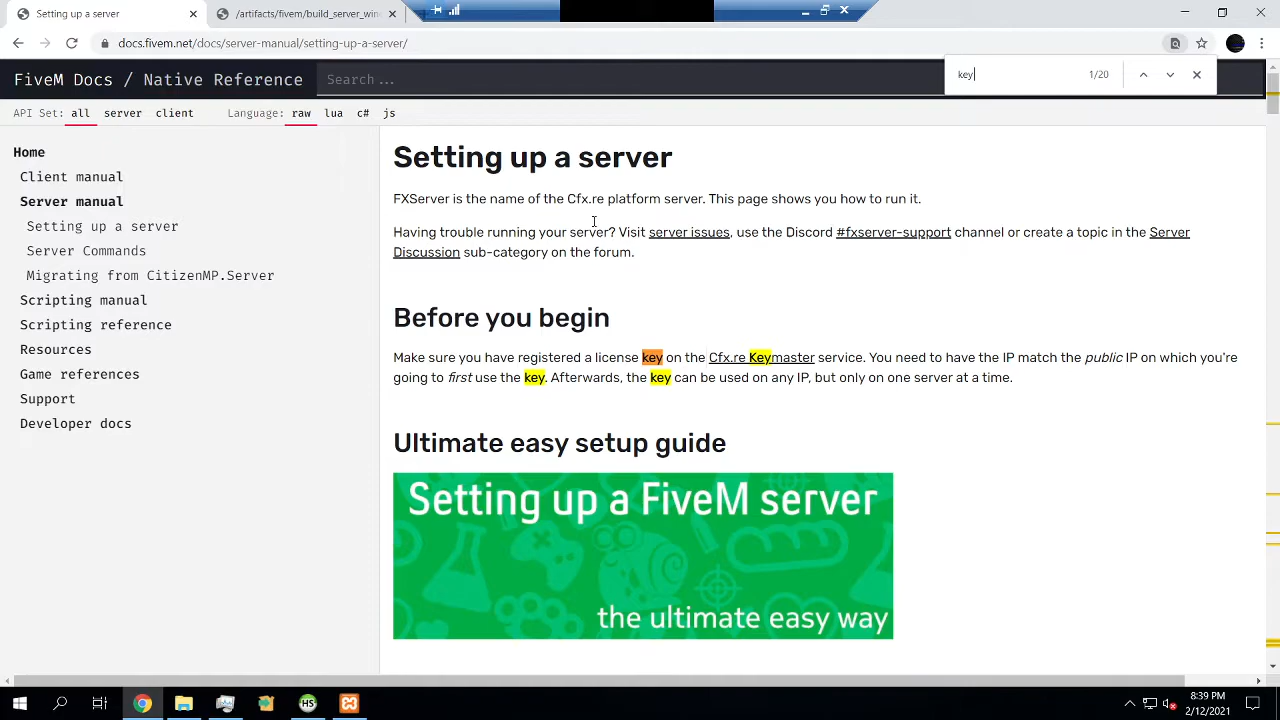 Setting up a server
/artifacts/fivem/build_server_win
docs.fivem.net/docs/server-manual/setting-up-a-server/
key
1/20
FiveM Docs / Native Reference
Search ...
API Set: all server client Language: raw lua c# js
Home
Client manual
Server manual
Setting up a server
Server Commands
Migrating from CitizenMP.Server
Scripting manual
Scripting reference
Resources
Game references
Support
Developer docs
Setting up a server
FXServer is the name of the Cfx.re platform server. This page shows you how to run it.
Having trouble running your server? Visit server issues, use the Discord #fxserver-support channel or create a topic in the Server
Discussion sub-category on the forum.
Before you begin
Make sure you have registered a license key on the Cfx.re Keymaster service. You need to have the IP match the public IP on which you're
going to first use the key. Afterwards, the key can be used on any IP, but only on one server at a time.
Ultimate easy setup guide
Setting up a FiveM server
the ultimate easy way
HS
8:39 PM
2/12/2021